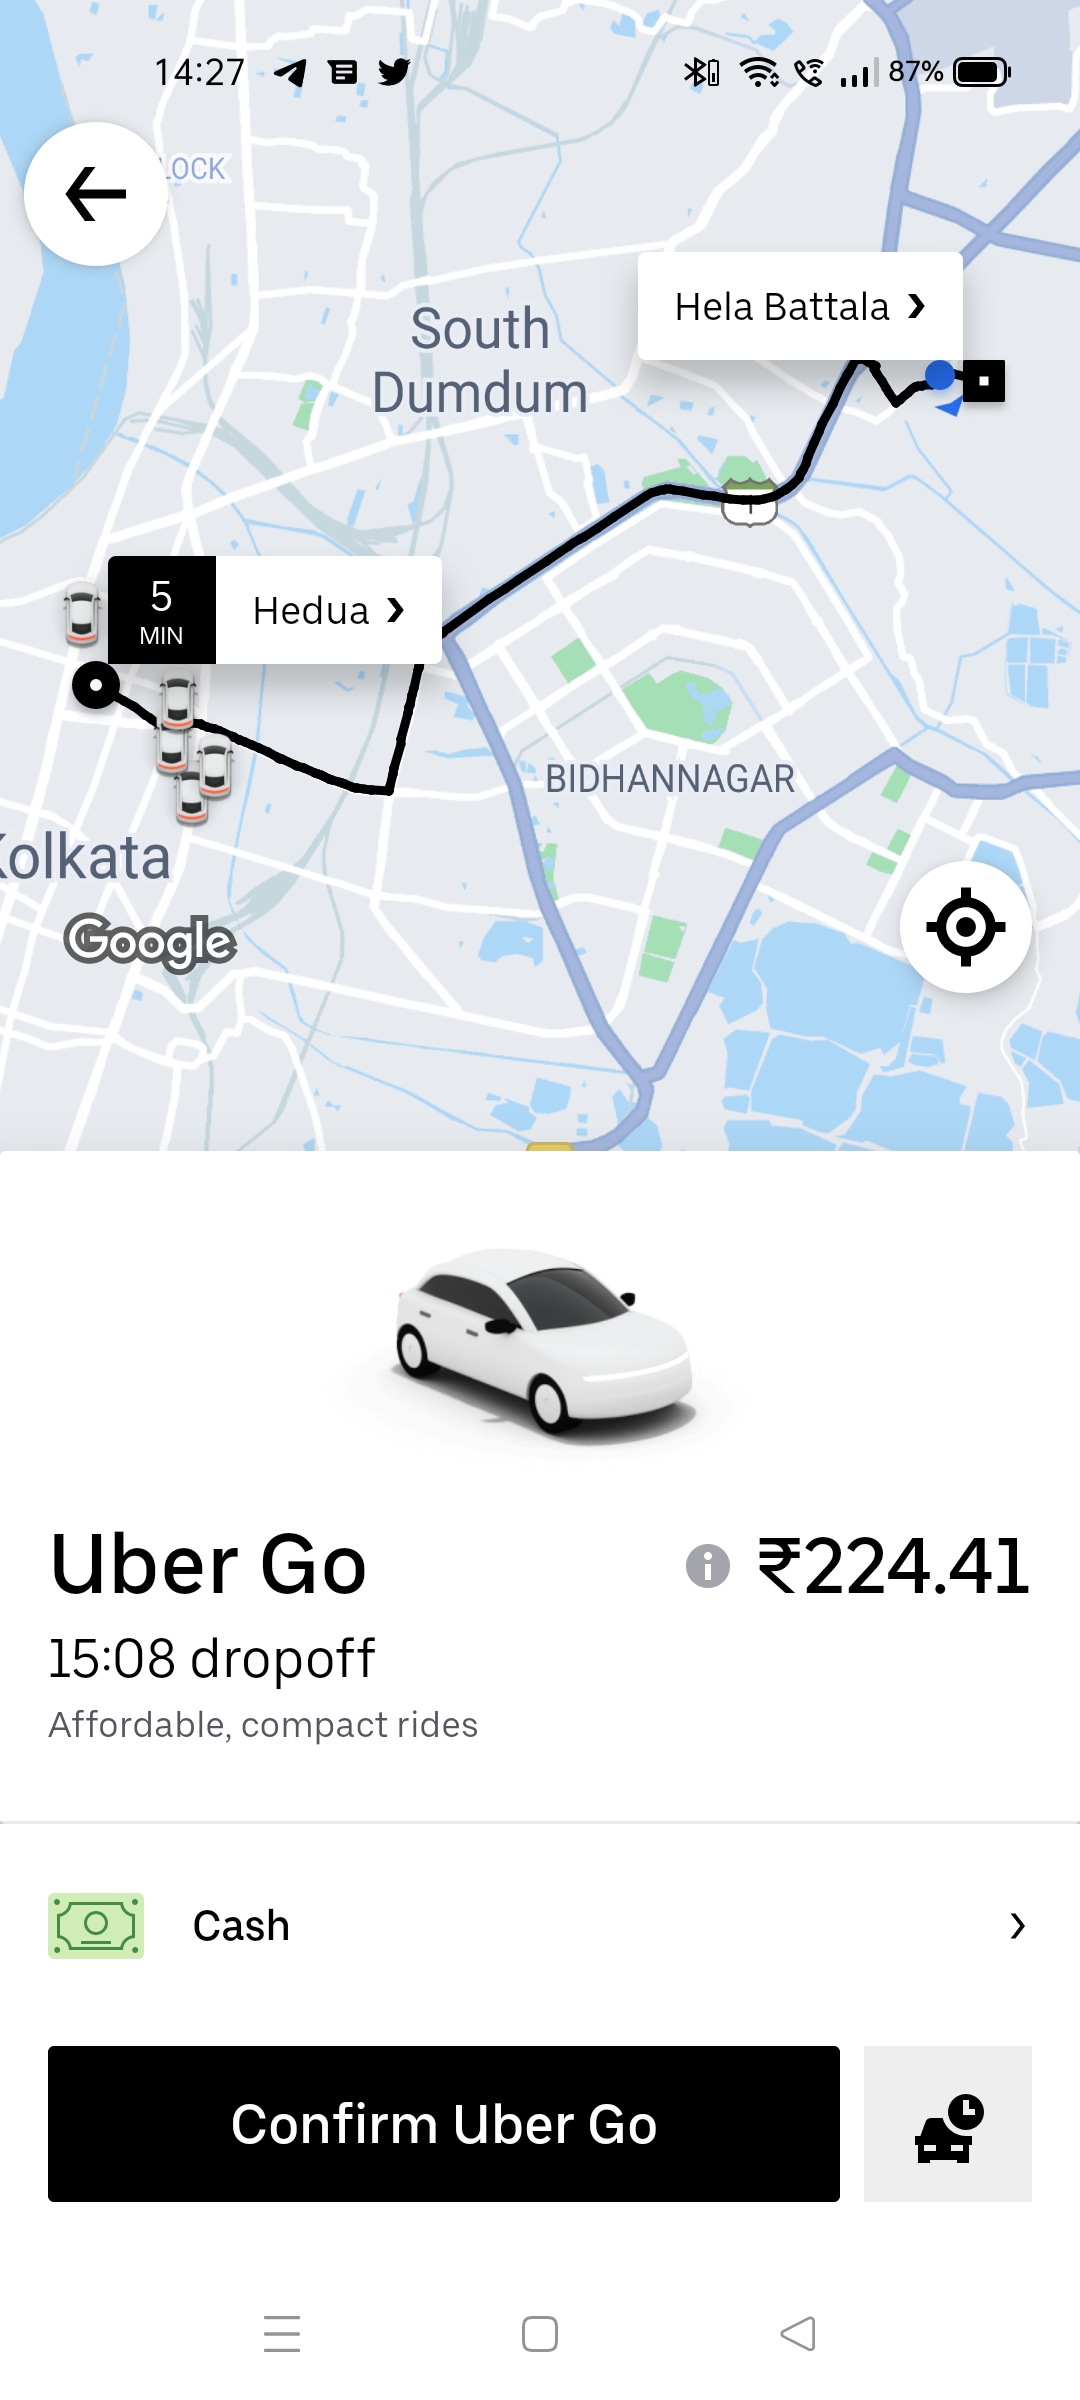 14:27
87%
LOCK
Hela Battala
South
Dumdum
5
MIN
Hedua
BIDHANNAGAR
Kolkata
Google
Uber Go
₹224.41
15:08 dropoff
Affordable, compact rides
Cash
Confirm Uber Go